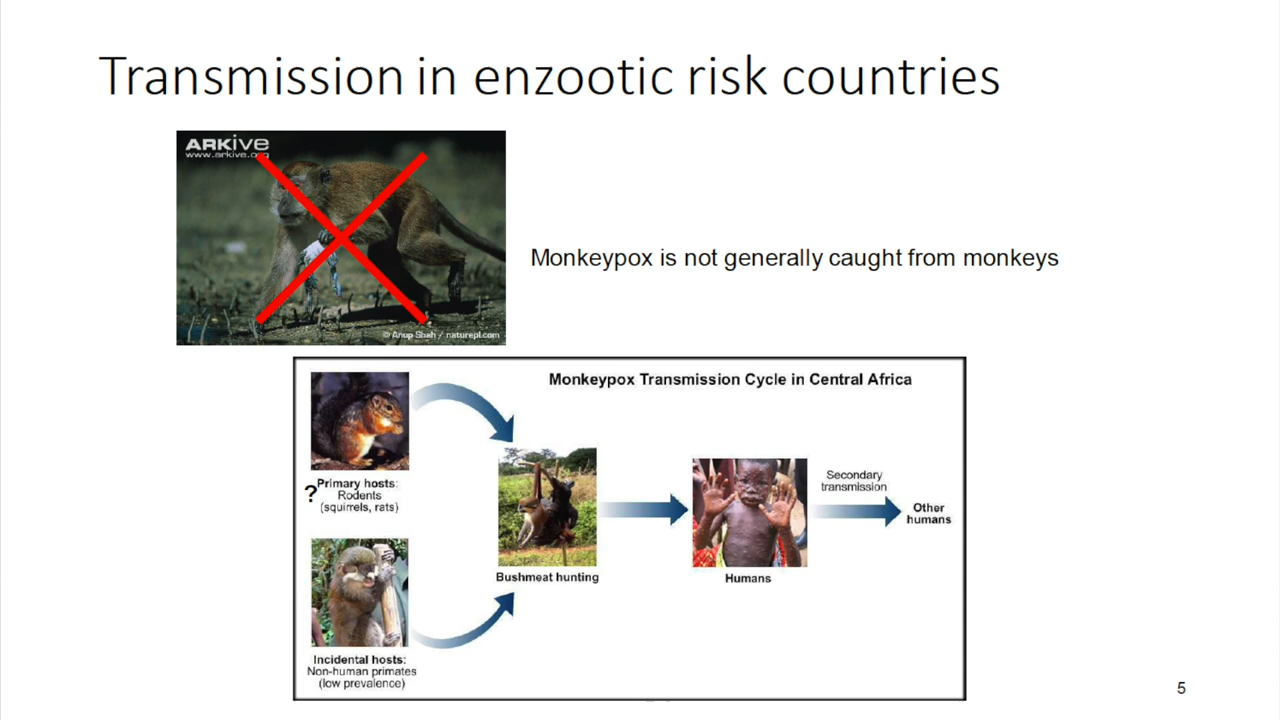 Transmission in enzootic risk countries
ARKive
www.arkive.org
© Anup Shah / naturepl.com
Monkeypox is not generally caught from monkeys
Monkeypox Transmission Cycle in Central Africa
?
Primary hosts:
Rodents
(squirrels, rats)
Bushmeat hunting
Humans
Secondary
transmission
Other
humans
Incidental hosts:
Non-human primates
(low prevalence)
5